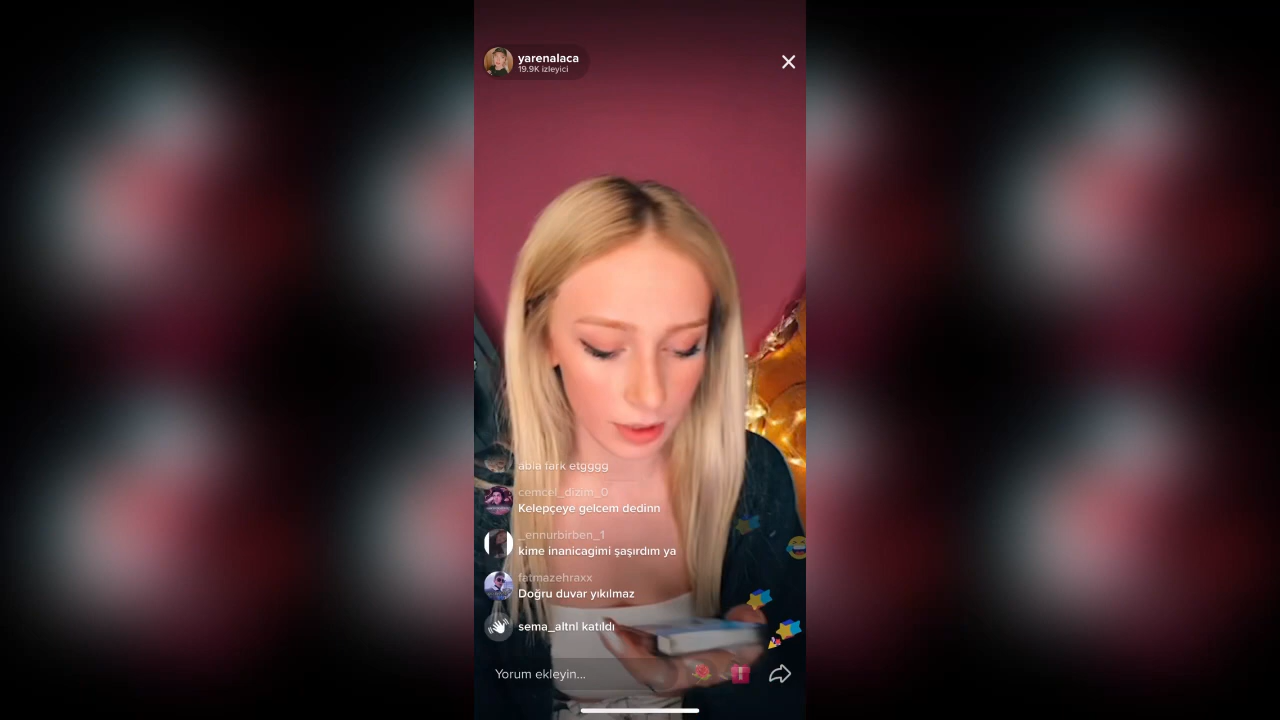 yarenalaca
19.9K izleyici
abla fark etgggg
cemcel_dizim_0
Kelepçeye gelcem dedinn
_ennurbirben_1
kime inanicagimi şaşırdım ya
fatmazehraxx
Doğru duvar yıkılmaz
sema_altnl katıldı
Yorum ekleyin...